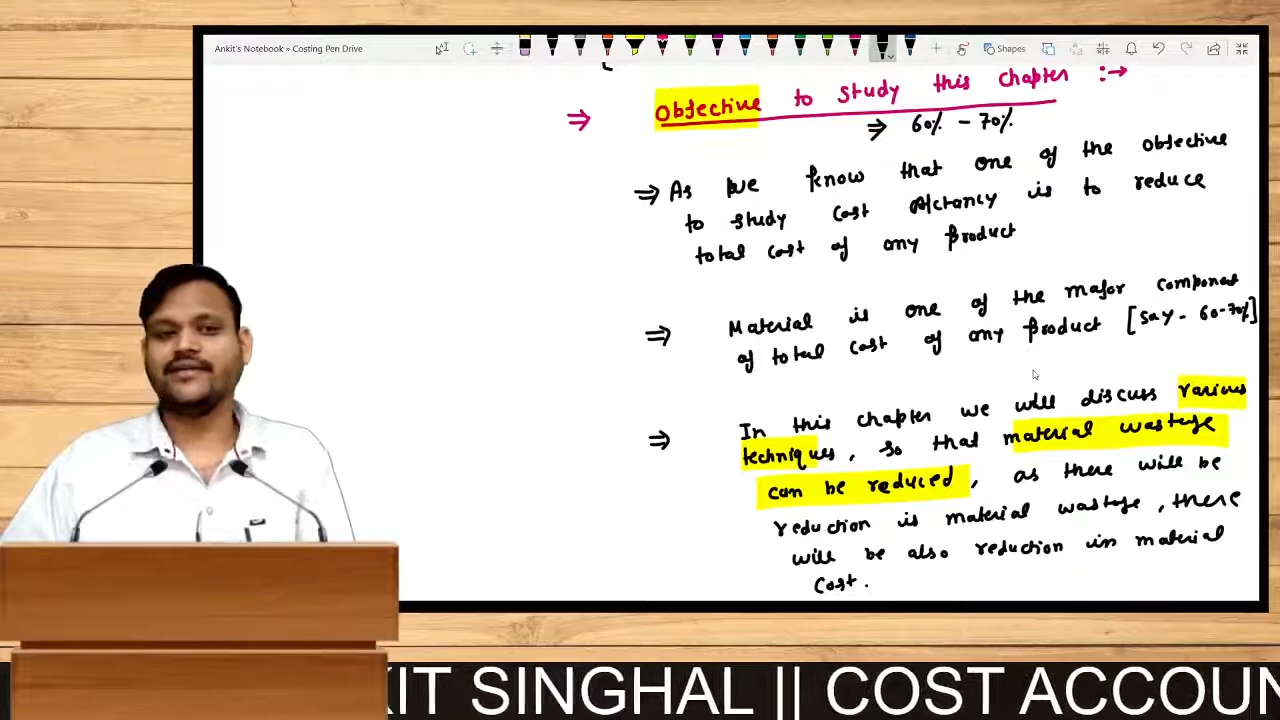 Ankit's Notebook » Costing Pen Drive
Shapes
⇒ Objective to study this chapter :→
⇒ 60% - 70%
⇒ As we know that one of the objective
to study cost A/ctancy is to reduce
total cost of any product
⇒ Material is one of the major component
of total cost of any product [say - 60-70%]
⇒ In this chapter we will discuss various
techniques, so that material wastage
can be reduced, as there will be
reduction is material wastage, there
will be also reduction in material
cost.
KIT SINGHAL || COST ACCOUN